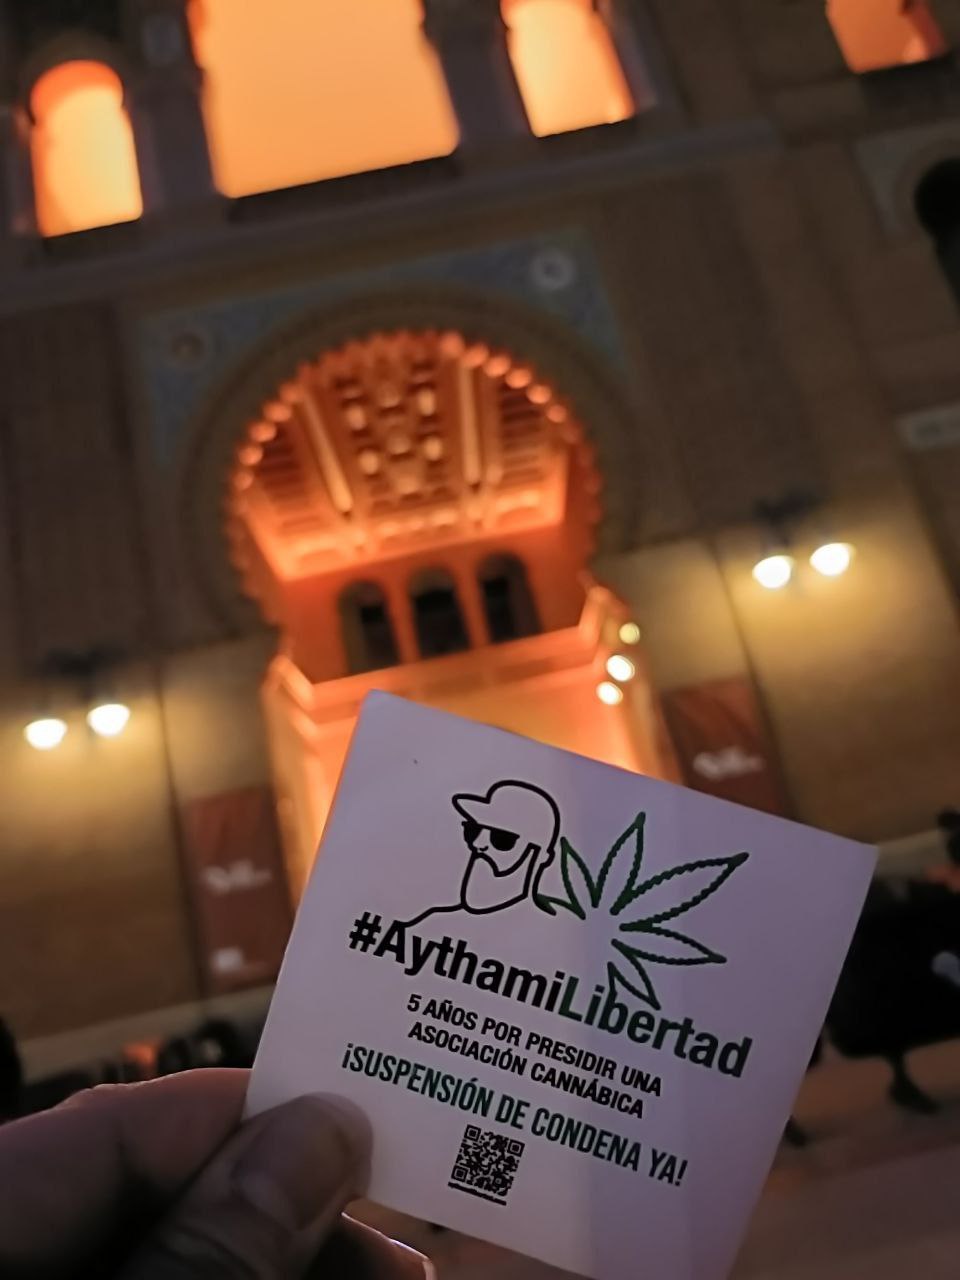 #AythamiLibertad
5 AÑOS POR PRESIDIR UNA
ASOCIACIÓN CANNÁBICA
¡SUSPENSIÓN DE CONDENA YA!